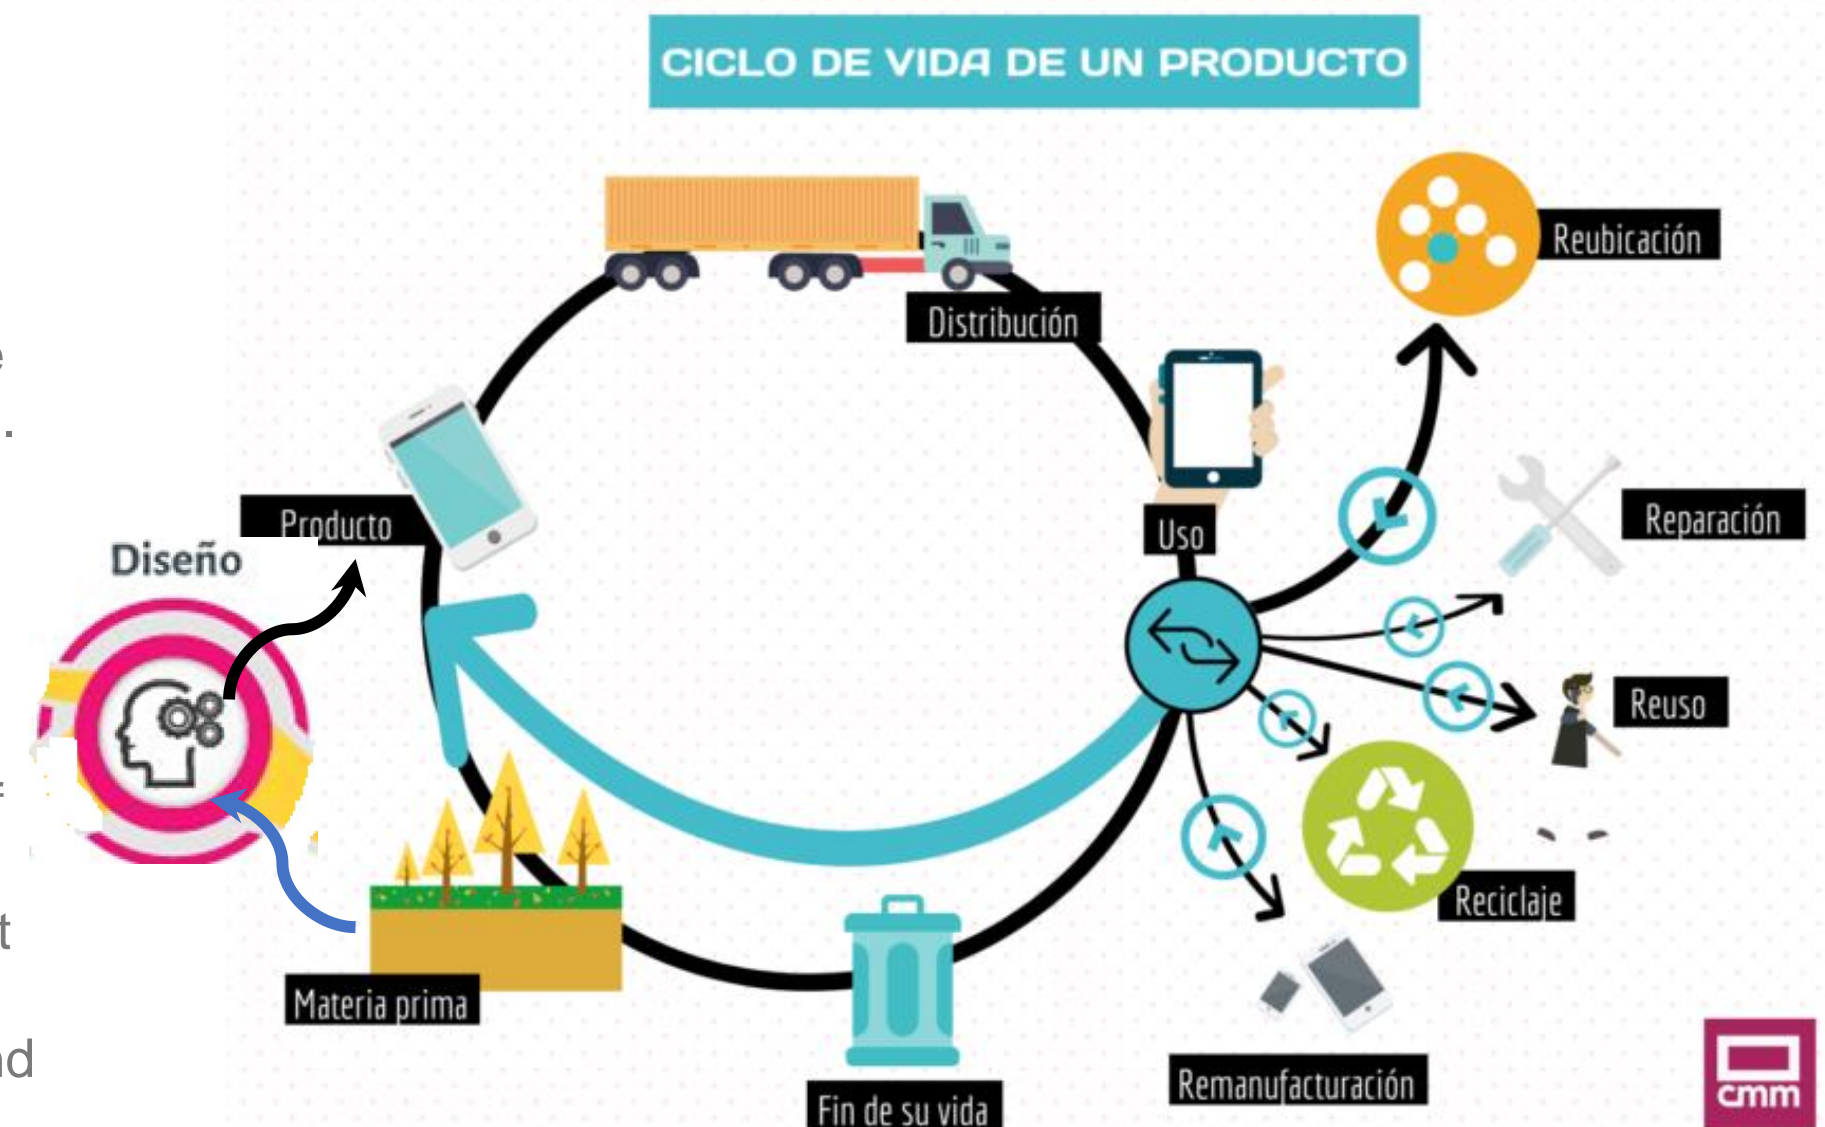 CICLO DE VIDA DE UN PRODUCTO
Reubicación
Distribución
Producto
Uso
Reparación
Diseño
Reuso
Reciclaje
Materia prima
Remanufacturación
Fin de su vida
cmm